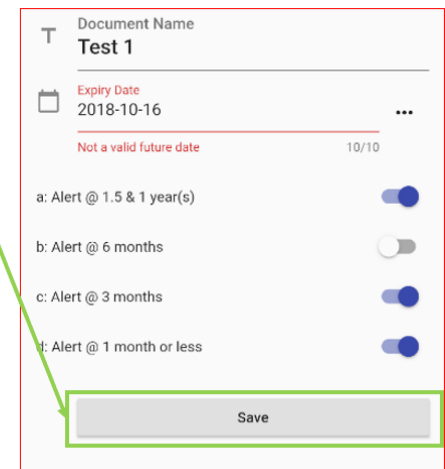 Document Name
Test 1
Expiry Date
2018-10-16
...
Not a valid future date 10/10
a: Alert @ 1.5 & 1 year(s)
b: Alert @ 6 months
c: Alert @ 3 months
d: Alert @ 1 month or less
Save